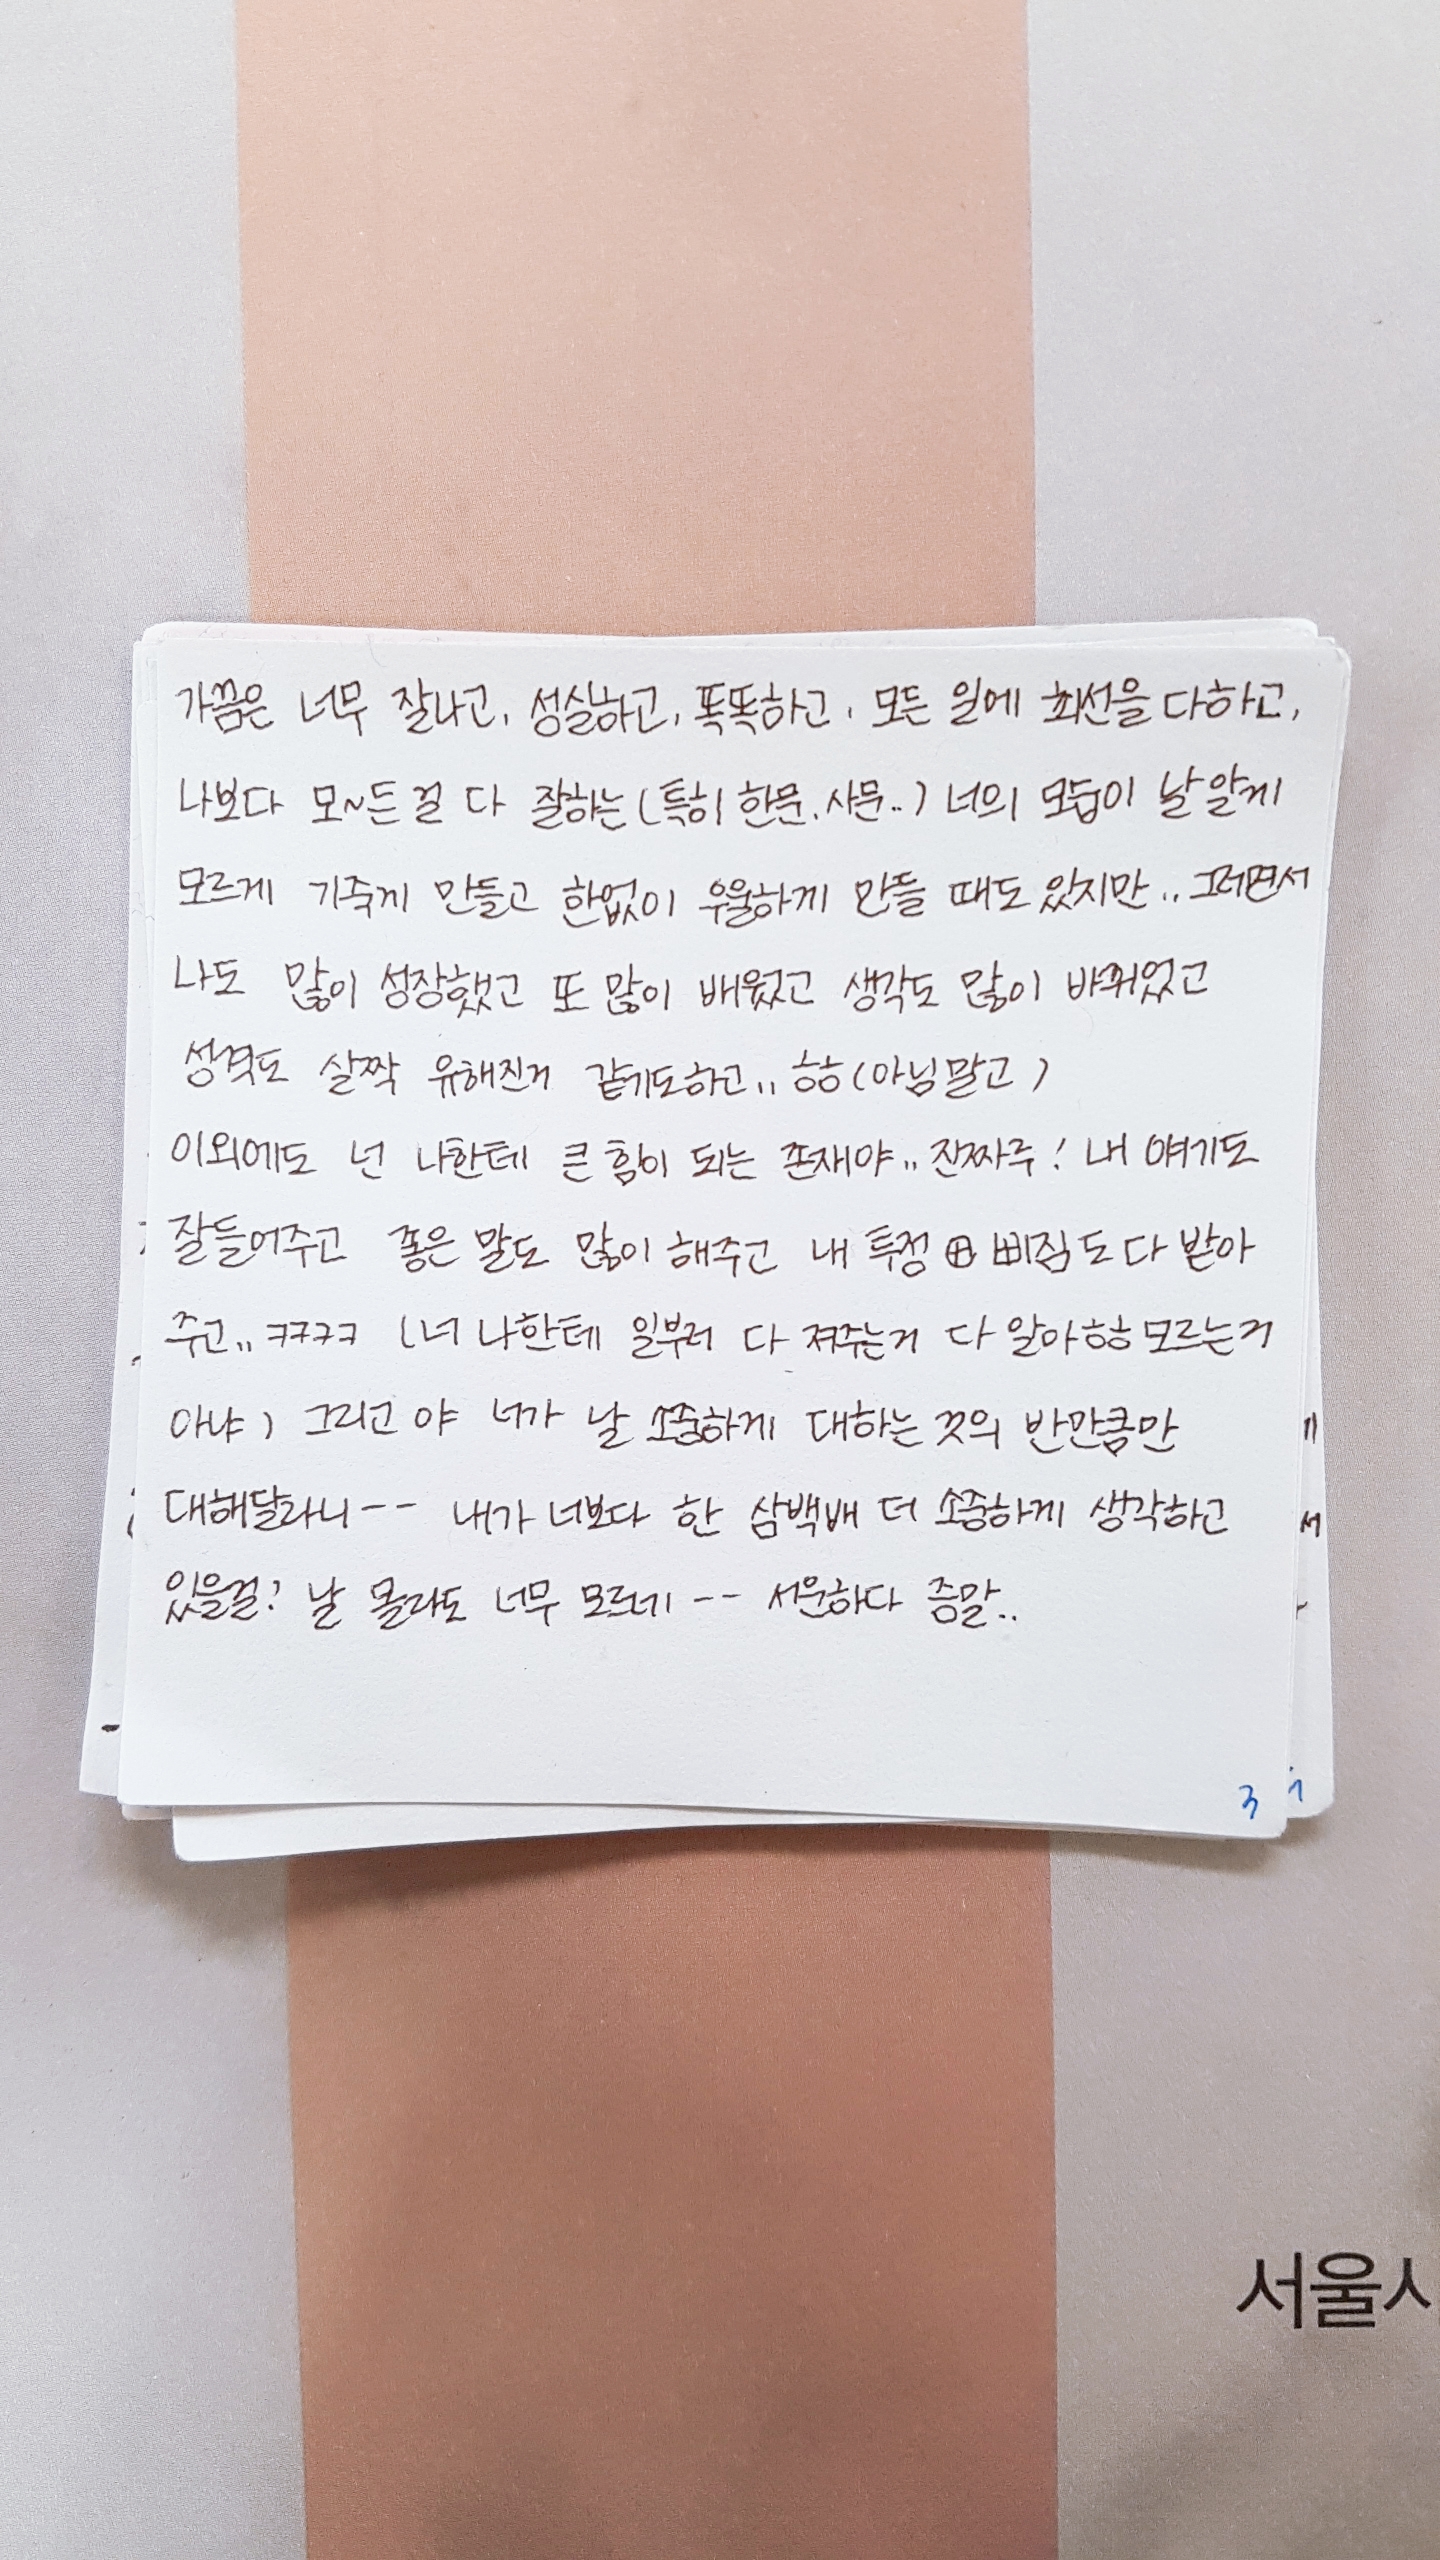 가끔은 너무 잘나고, 성실하고, 똑똑하고, 모든 일에 최선을 다하고,
나보다 모~든걸 다 잘하는(특히 한문,사문..) 너의 모습이 날 알게
모르게 기죽게 만들고 한없이 우울하게 만들 때도 있지만.. 그러면서
나도 많이 성장했고 또 많이 배웠고 생각도 많이 바뀌었고
성격도 살짝 유해진거 같기도하고.. ㅎㅎ(아님말고)
이외에도 넌 나한테 큰 힘이 되는 존재야.. 진짜루! 내 얘기도
잘들어주고 좋은 말도 많이 해주고 내 투정 ⊕ 삐짐도 다 받아
주고.. ㅋㅋㅋㅋ (너 나한테 일부러 다 져주는거 다 알아ㅎㅎ 모르는거
아냐) 그리고 야 너가 날 소중하게 대하는 것의 반만큼만
대해달라니-- 내가 너보다 한 삼백배 더 소중하게 생각하고
있을걸? 날 몰라도 너무 모르네-- 서운하다 증말..
3
서울시